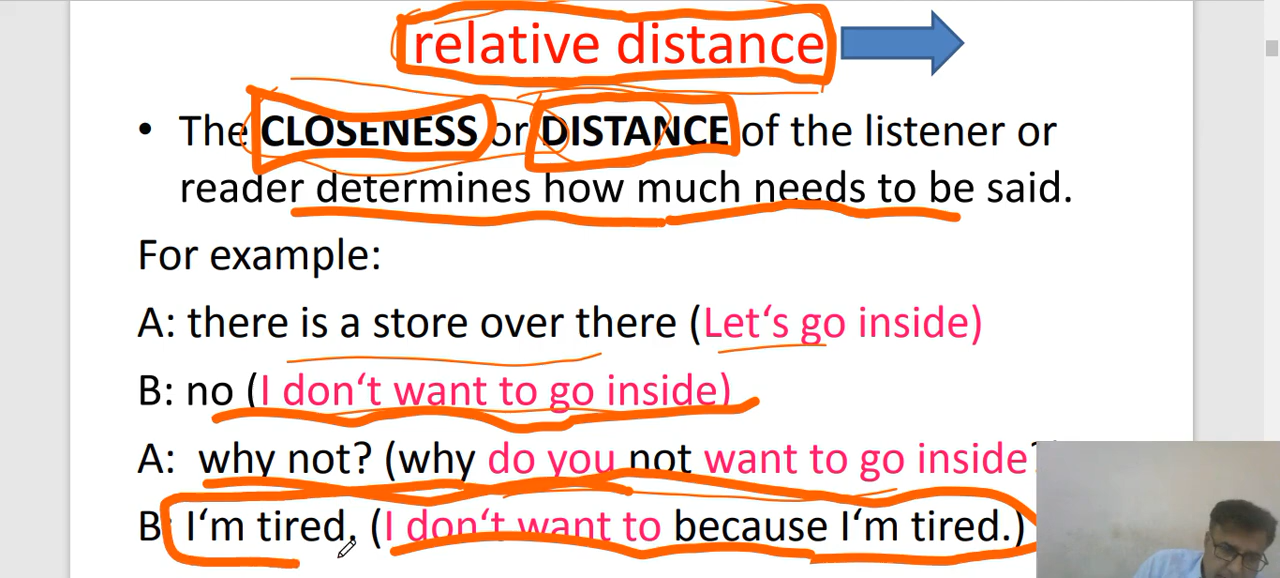 relative distance
• The CLOSENESS or DISTANCE of the listener or
reader determines how much needs to be said.
For example:
A: there is a store over there (Let‘s go inside)
B: no (I don‘t want to go inside)
A: why not? (why do you not want to go inside?)
B: I‘m tired. (I don‘t want to because I‘m tired.)